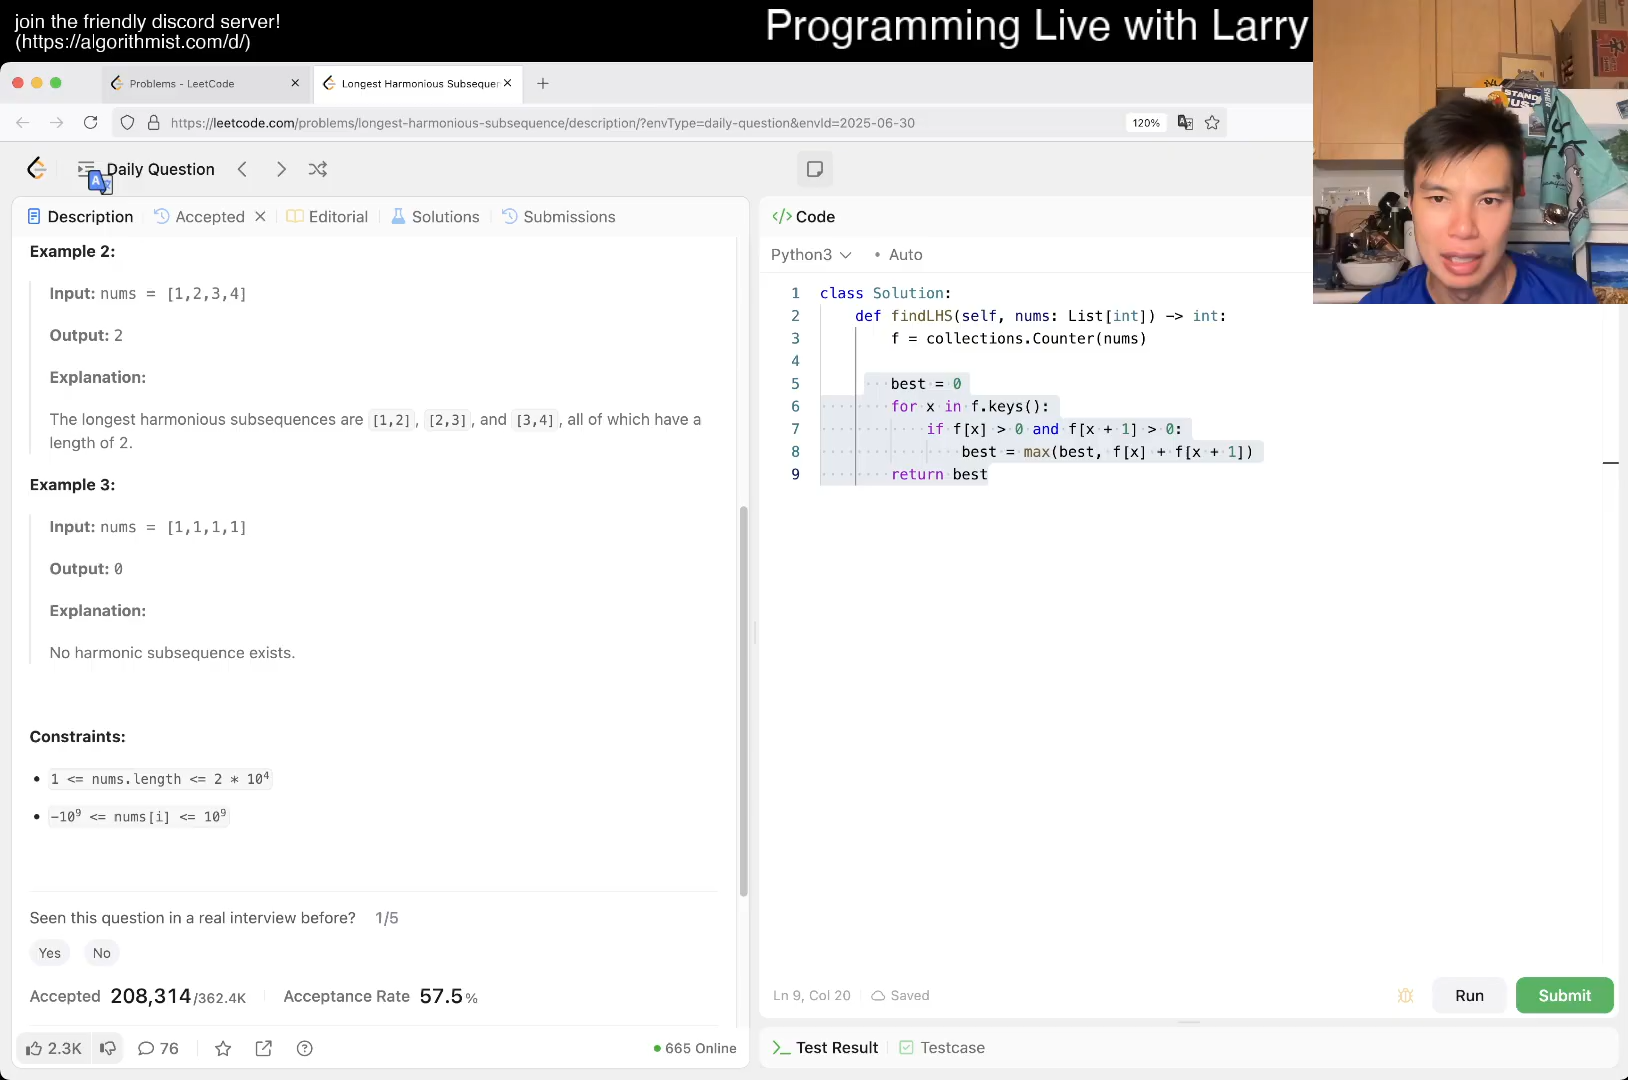 join the friendly discord server!
(https://algorithmist.com/d/)
Programming Live with Larry
Problems - LeetCode
Longest Harmonious Subsequen
https://leetcode.com/problems/longest-harmonious-subsequence/description/?envType=daily-question&envId=2025-06-30
120%
Daily Question
Description
Accepted
Editorial
Solutions
Submissions
Example 2:
Input: nums = [1,2,3,4]
Output: 2
Explanation:
The longest harmonious subsequences are [1,2], [2,3], and [3,4], all of which have a
length of 2.
Example 3:
Input: nums = [1,1,1,1]
Output: 0
Explanation:
No harmonic subsequence exists.
Constraints:
• 1 <= nums.length <= 2 * 10⁴
• -10⁹ <= nums[i] <= 10⁹
Seen this question in a real interview before? 1/5
Yes No
Accepted 208,314/362.4K Acceptance Rate 57.5%
2.3K 76 665 Online
</> Code
Python3 • Auto
1 class Solution:
2 def findLHS(self, nums: List[int]) -> int:
3 f = collections.Counter(nums)
4
5 best = 0
6 for x in f.keys():
7 if f[x] > 0 and f[x + 1] > 0:
8 best = max(best, f[x] + f[x + 1])
9 return best
Ln 9, Col 20 Saved
Run Submit
Test Result Testcase
STAND
US